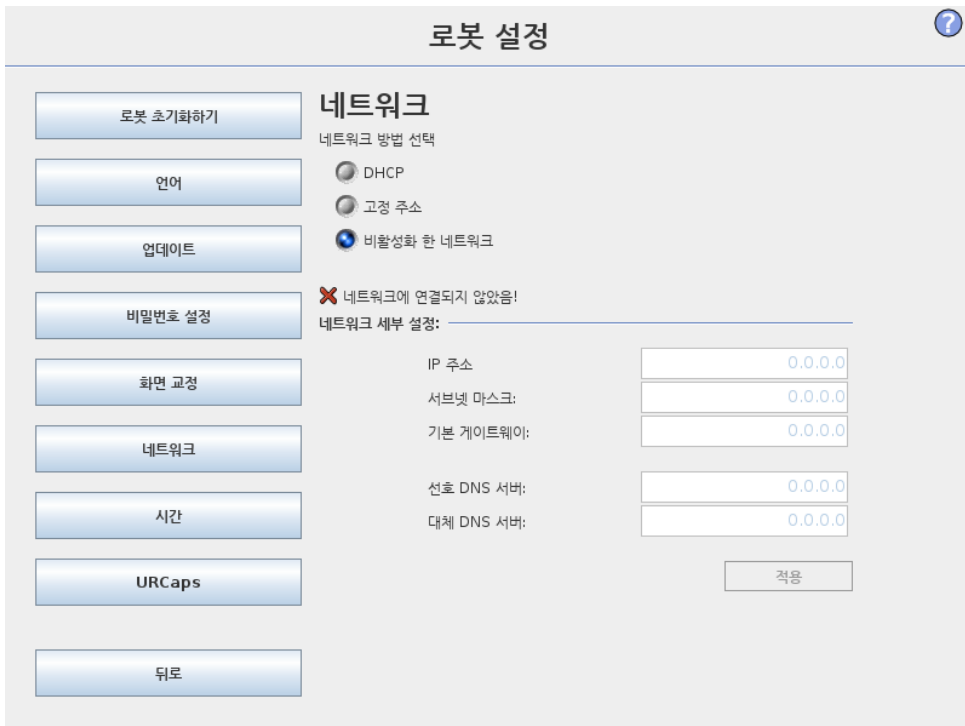 로봇 설정
?
로봇 초기화하기
언어
업데이트
비밀번호 설정
화면 교정
네트워크
시간
URCaps
뒤로
네트워크
네트워크 방법 선택
DHCP
고정 주소
비활성화 한 네트워크
네트워크에 연결되지 않았음!
네트워크 세부 설정:
IP 주소 0.0.0.0
서브넷 마스크: 0.0.0.0
기본 게이트웨이: 0.0.0.0
선호 DNS 서버: 0.0.0.0
대체 DNS 서버: 0.0.0.0
적용